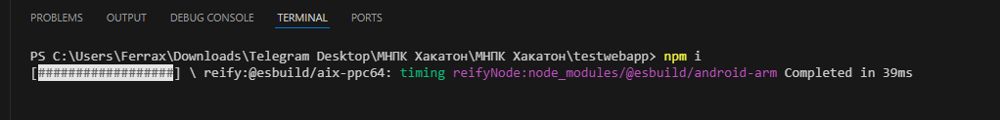 PROBLEMS OUTPUT DEBUG CONSOLE TERMINAL PORTS
PS C:\Users\Ferrax\Downloads\Telegram Desktop\МНПК Хакатон\МНПК Хакатон\testwebapp> npm i
[##################] \ reify:@esbuild/aix-ppc64: timing reifyNode:node_modules/@esbuild/android-arm Completed in 39ms